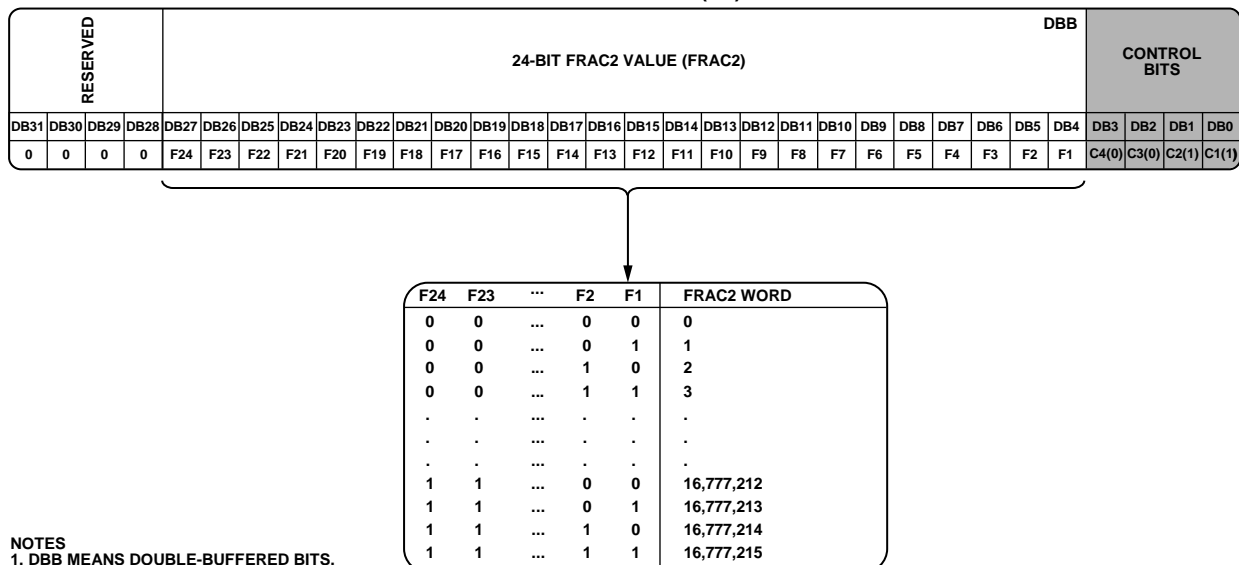 RESERVED
DBB
24-BIT FRAC2 VALUE (FRAC2)
CONTROL
BITS
DB31 DB30 DB29 DB28 DB27 DB26 DB25 DB24 DB23 DB22 DB21 DB20 DB19 DB18 DB17 DB16 DB15 DB14 DB13 DB12 DB11 DB10 DB9 DB8 DB7 DB6 DB5 DB4 DB3 DB2 DB1 DB0
0 0 0 0 F24 F23 F22 F21 F20 F19 F18 F17 F16 F15 F14 F13 F12 F11 F10 F9 F8 F7 F6 F5 F4 F3 F2 F1 C4(0) C3(0) C2(1) C1(1)
F24 F23 ... F2 F1 FRAC2 WORD
0 0 ... 0 0 0
0 0 ... 0 1 1
0 0 ... 1 0 2
0 0 ... 1 1 3
. . ... . . .
. . ... . . .
. . ... . . .
1 1 ... 0 0 16,777,212
1 1 ... 0 1 16,777,213
1 1 ... 1 0 16,777,214
1 1 ... 1 1 16,777,215
NOTES
1. DBB MEANS DOUBLE-BUFFERED BITS.